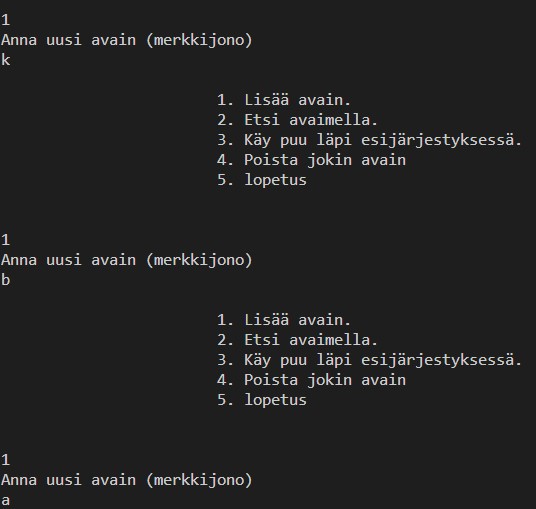 1
Anna uusi avain (merkkijono)
k
1. Lisää avain.
2. Etsi avaimella.
3. Käy puu läpi esijärjestyksessä.
4. Poista jokin avain
5. lopetus
1
Anna uusi avain (merkkijono)
b
1. Lisää avain.
2. Etsi avaimella.
3. Käy puu läpi esijärjestyksessä.
4. Poista jokin avain
5. lopetus
1
Anna uusi avain (merkkijono)
a